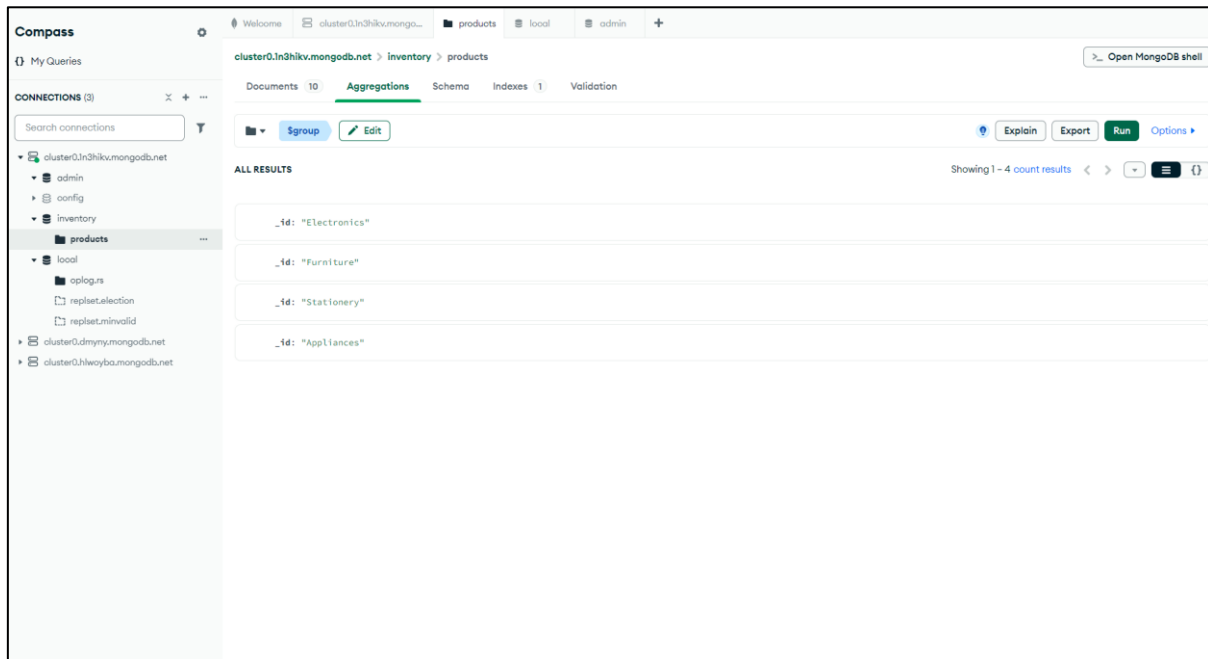 Compass
{} My Queries
CONNECTIONS (3)
Search connections
cluster0.1n3hikv.mongodb.net
admin
config
inventory
products
local
oplog.rs
replset.election
replset.minvalid
cluster0.dmyny.mongodb.net
cluster0.hlwoyba.mongodb.net
Welcome cluster0.1n3hikv.mongo... products local admin +
cluster0.1n3hikv.mongodb.net > inventory > products >_ Open MongoDB shell
Documents 10 Aggregations Schema Indexes 1 Validation
$group Edit Explain Export Run Options
ALL RESULTS Showing 1 – 4 count results {}
_id: "Electronics"
_id: "Furniture"
_id: "Stationery"
_id: "Appliances"